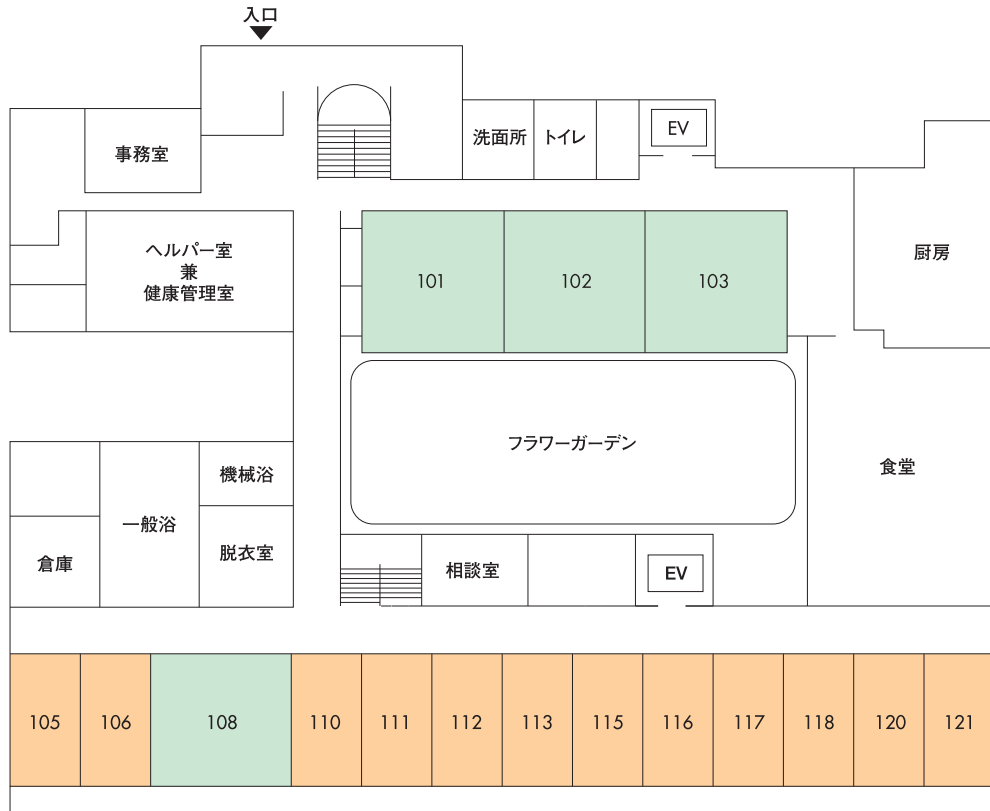 入口
事務室
洗面所
トイレ
EV
ヘルパー室
兼
健康管理室
101
102
103
厨房
フラワーガーデン
食堂
機械浴
一般浴
脱衣室
倉庫
相談室
EV
105
106
108
110
111
112
113
115
116
117
118
120
121